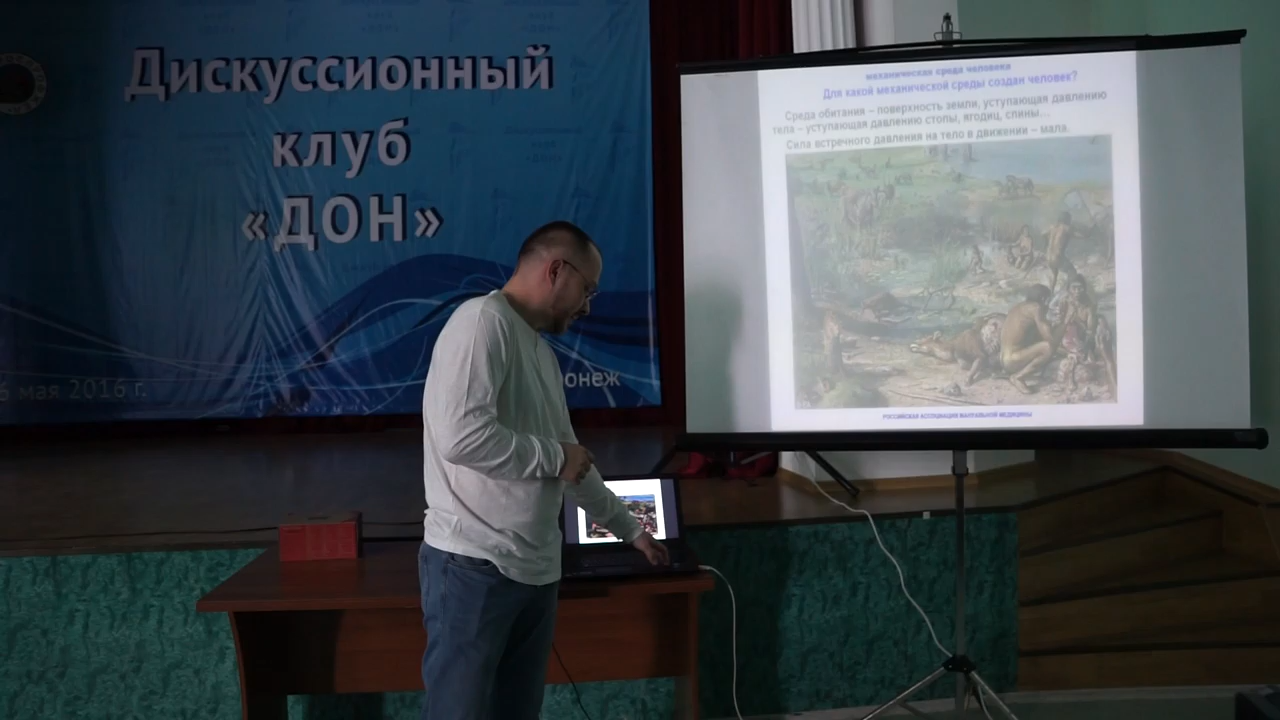 Дискуссионный
клуб
«ДОН»
6 мая 2016 г.
онеж
механическая среда человека
Для какой механической среды создан человек?
Среда обитания – поверхность земли, уступающая давлению
тела – уступающая давлению стопы, ягодиц, спины...
Сила встречного давления на тело в движении – мала.
РОССИЙСКАЯ АССОЦИАЦИЯ МАНУАЛЬНОЙ МЕДИЦИНЫ